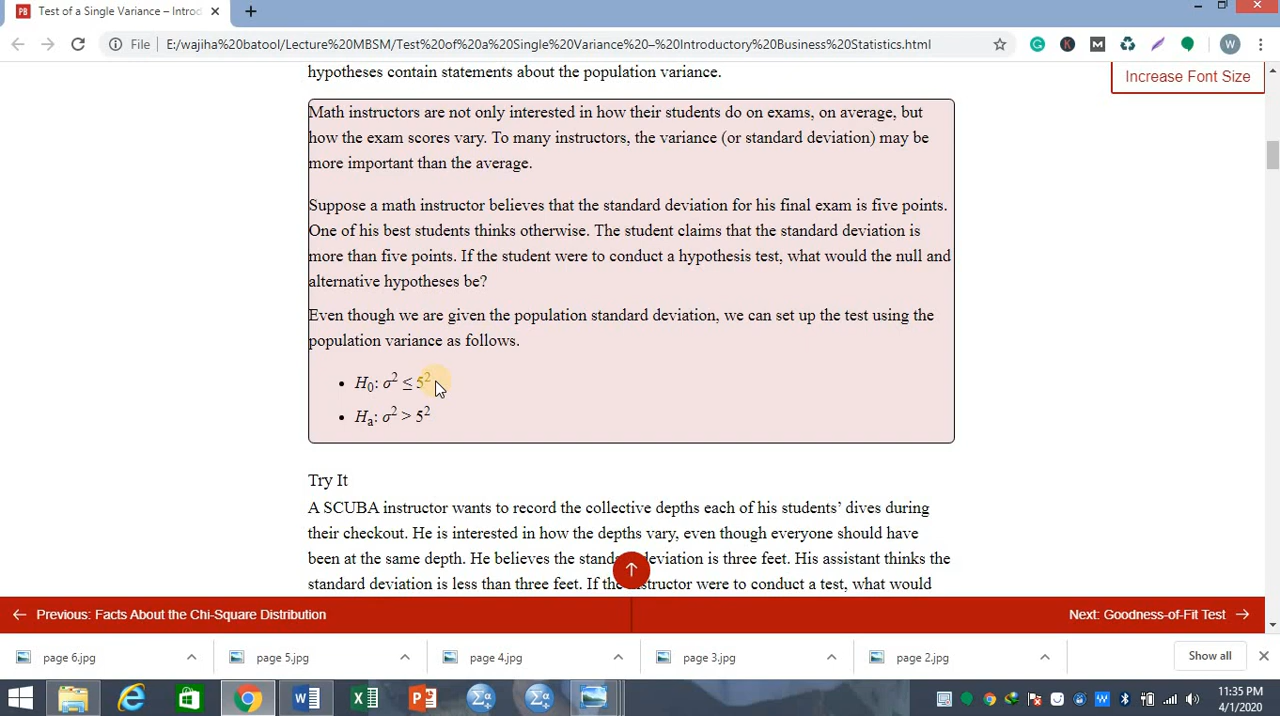 Test of a Single Variance – Introd
File E:/wajiha%20batool/Lecture%20MBSM/Test%20of%20a%20Single%20Variance%20–%20Introductory%20Business%20Statistics.html
W
hypotheses contain statements about the population variance.
Increase Font Size
Math instructors are not only interested in how their students do on exams, on average, but
how the exam scores vary. To many instructors, the variance (or standard deviation) may be
more important than the average.
Suppose a math instructor believes that the standard deviation for his final exam is five points.
One of his best students thinks otherwise. The student claims that the standard deviation is
more than five points. If the student were to conduct a hypothesis test, what would the null and
alternative hypotheses be?
Even though we are given the population standard deviation, we can set up the test using the
population variance as follows.
• H₀: σ² ≤ 5²
• Hₐ: σ² > 5²
Try It
A SCUBA instructor wants to record the collective depths each of his students’ dives during
their checkout. He is interested in how the depths vary, even though everyone should have
been at the same depth. He believes the standard deviation is three feet. His assistant thinks the
standard deviation is less than three feet. If the instructor were to conduct a test, what would
← Previous: Facts About the Chi-Square Distribution
Next: Goodness-of-Fit Test →
page 6.jpg
page 5.jpg
page 4.jpg
page 3.jpg
page 2.jpg
Show all
11:35 PM
4/1/2020